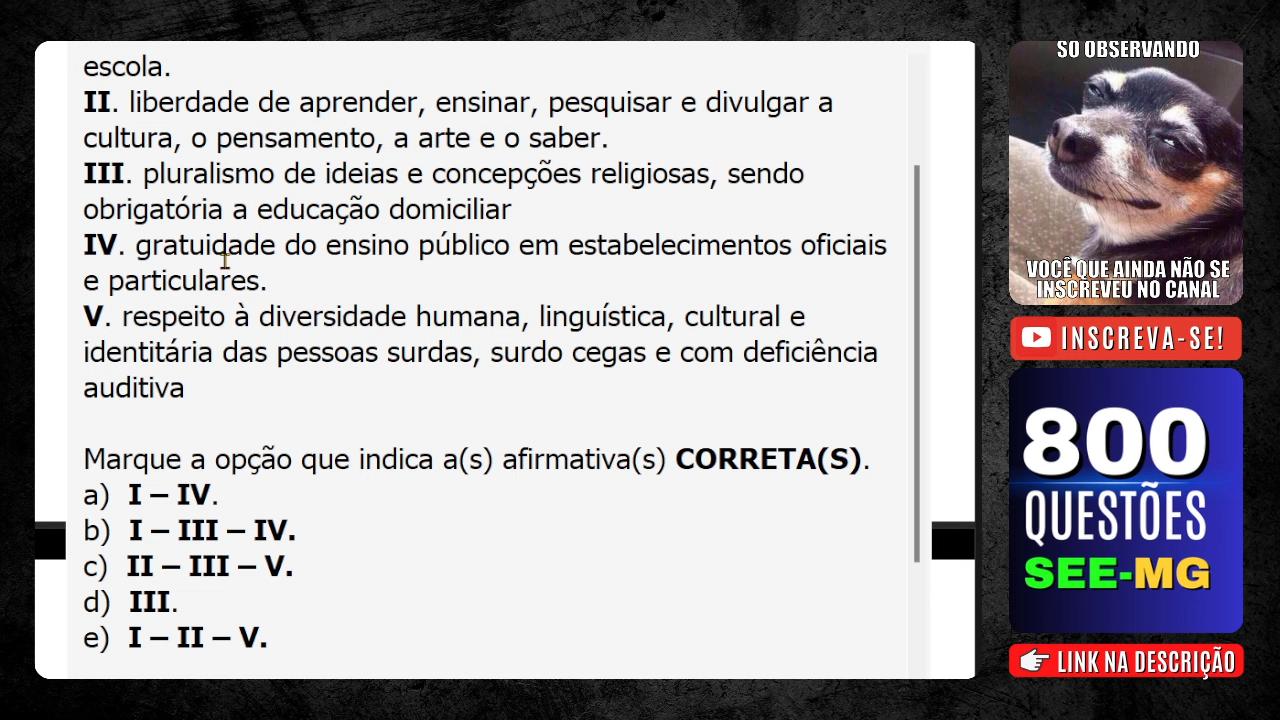 escola.
II. liberdade de aprender, ensinar, pesquisar e divulgar a
cultura, o pensamento, a arte e o saber.
III. pluralismo de ideias e concepções religiosas, sendo
obrigatória a educação domiciliar
IV. gratuidade do ensino público em estabelecimentos oficiais
e particulares.
V. respeito à diversidade humana, linguística, cultural e
identitária das pessoas surdas, surdo cegas e com deficiência
auditiva
Marque a opção que indica a(s) afirmativa(s) CORRETA(S).
a) I – IV.
b) I – III – IV.
c) II – III – V.
d) III.
e) I – II – V.
SO OBSERVANDO
VOCÊ QUE AINDA NÃO SE
INSCREVEU NO CANAL
INSCREVA-SE!
800
QUESTÕES
SEE-MG
LINK NA DESCRIÇÃO